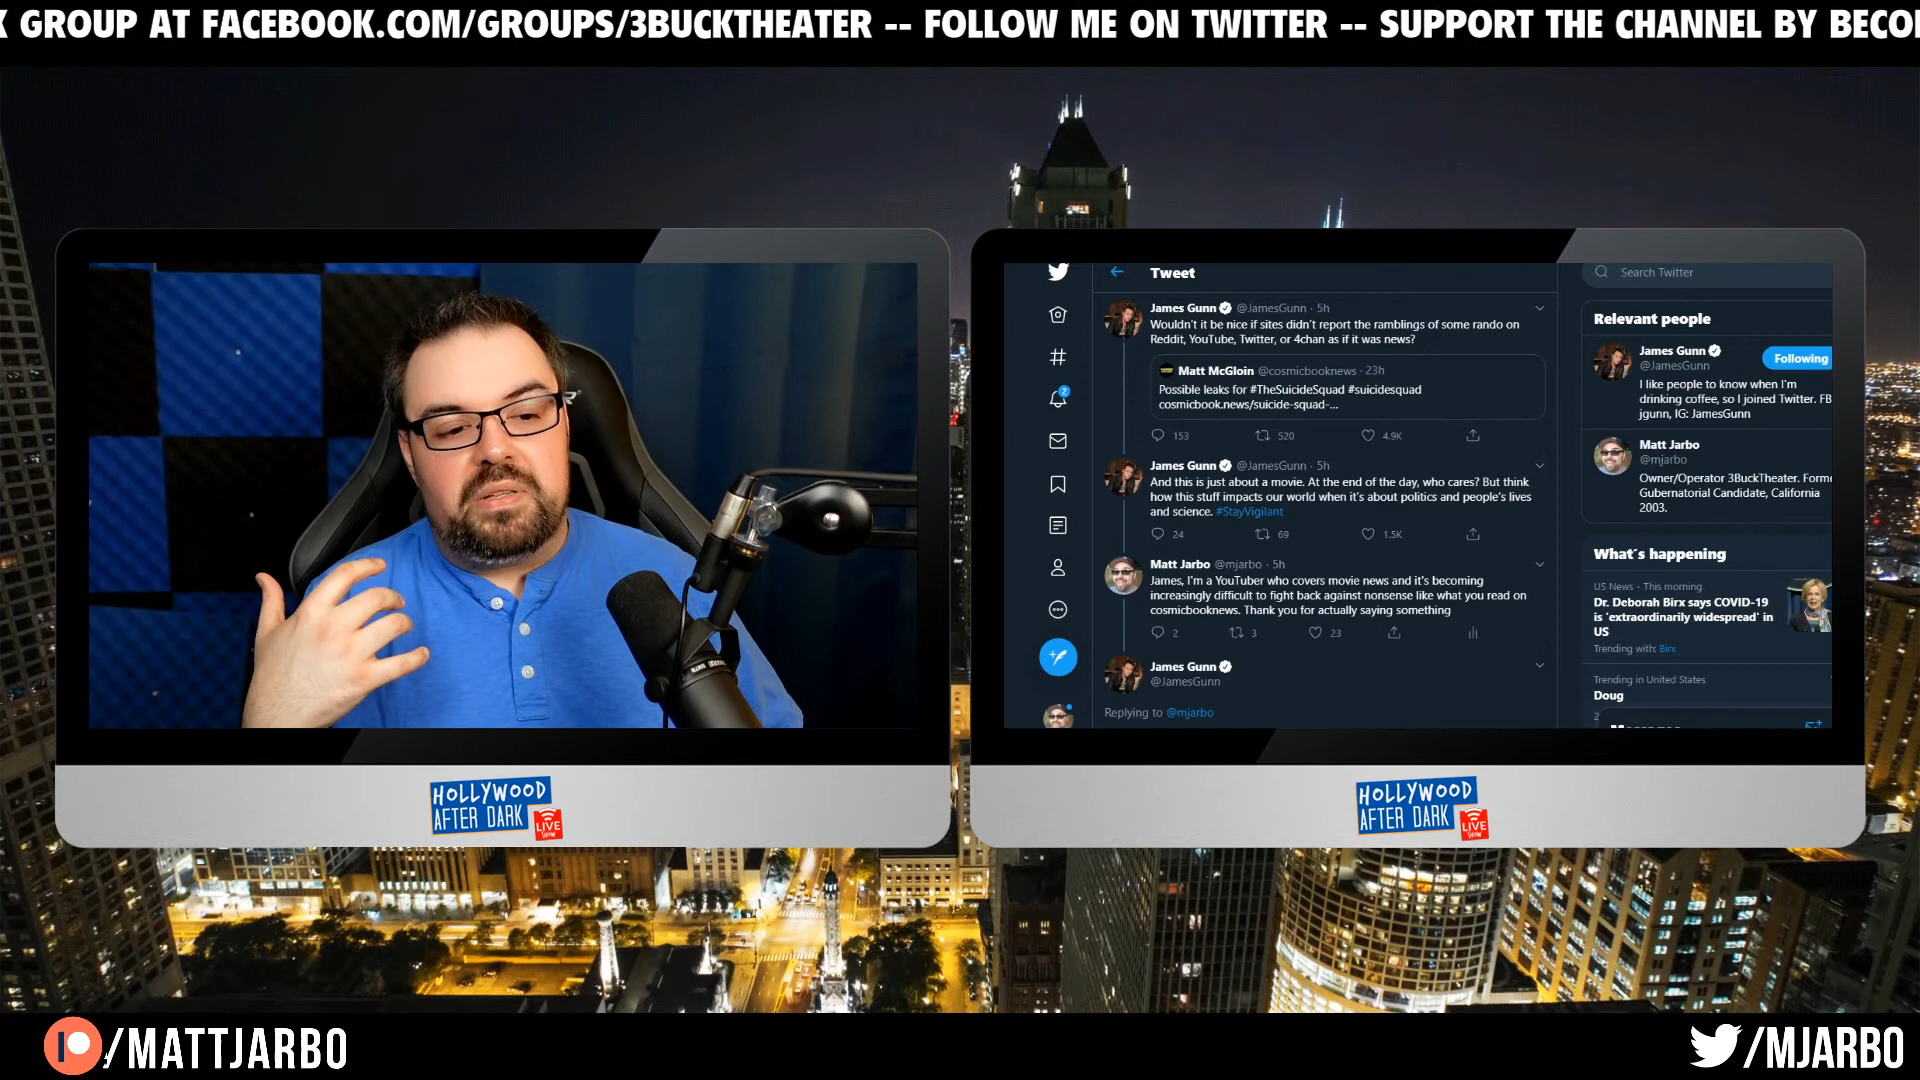 K GROUP AT FACEBOOK.COM/GROUPS/3BUCKTHEATER -- FOLLOW ME ON TWITTER -- SUPPORT THE CHANNEL BY BECO
Tweet
James Gunn @JamesGunn · 5h
Wouldn't it be nice if sites didn't report the ramblings of some rando on
Reddit, YouTube, Twitter, or 4chan as if it was news?
Matt McGloin @cosmicbooknews · 23h
Possible leaks for #TheSuicideSquad #suicidesquad
cosmicbook.news/suicide-squad-...
153 520 4.9K
James Gunn @JamesGunn · 5h
And this is just about a movie. At the end of the day, who cares? But think
how this stuff impacts our world when it's about politics and people's lives
and science. #StayVigilant
24 69 1.5K
Matt Jarbo @mjarbo · 5h
James, I'm a YouTuber who covers movie news and it's becoming
increasingly difficult to fight back against nonsense like what you read on
cosmicbooknews. Thank you for actually saying something
2 3 23
James Gunn
@JamesGunn
Replying to @mjarbo
2
Search Twitter
Relevant people
James Gunn
@JamesGunn
Following
I like people to know when I'm
drinking coffee, so I joined Twitter. FB
jgunn, IG: JamesGunn
Matt Jarbo
@mjarbo
Owner/Operator 3BuckTheater. Forme
Gubernatorial Candidate, California
2003.
What's happening
US News · This morning
Dr. Deborah Birx says COVID-19
is 'extraordinarily widespread' in
US
Trending with: Birx
Trending in United States
Doug
HOLLYWOOD
AFTER DARK
LIVE
SHOW
HOLLYWOOD
AFTER DARK
LIVE
SHOW
/MATTJARBO
/MJARBO